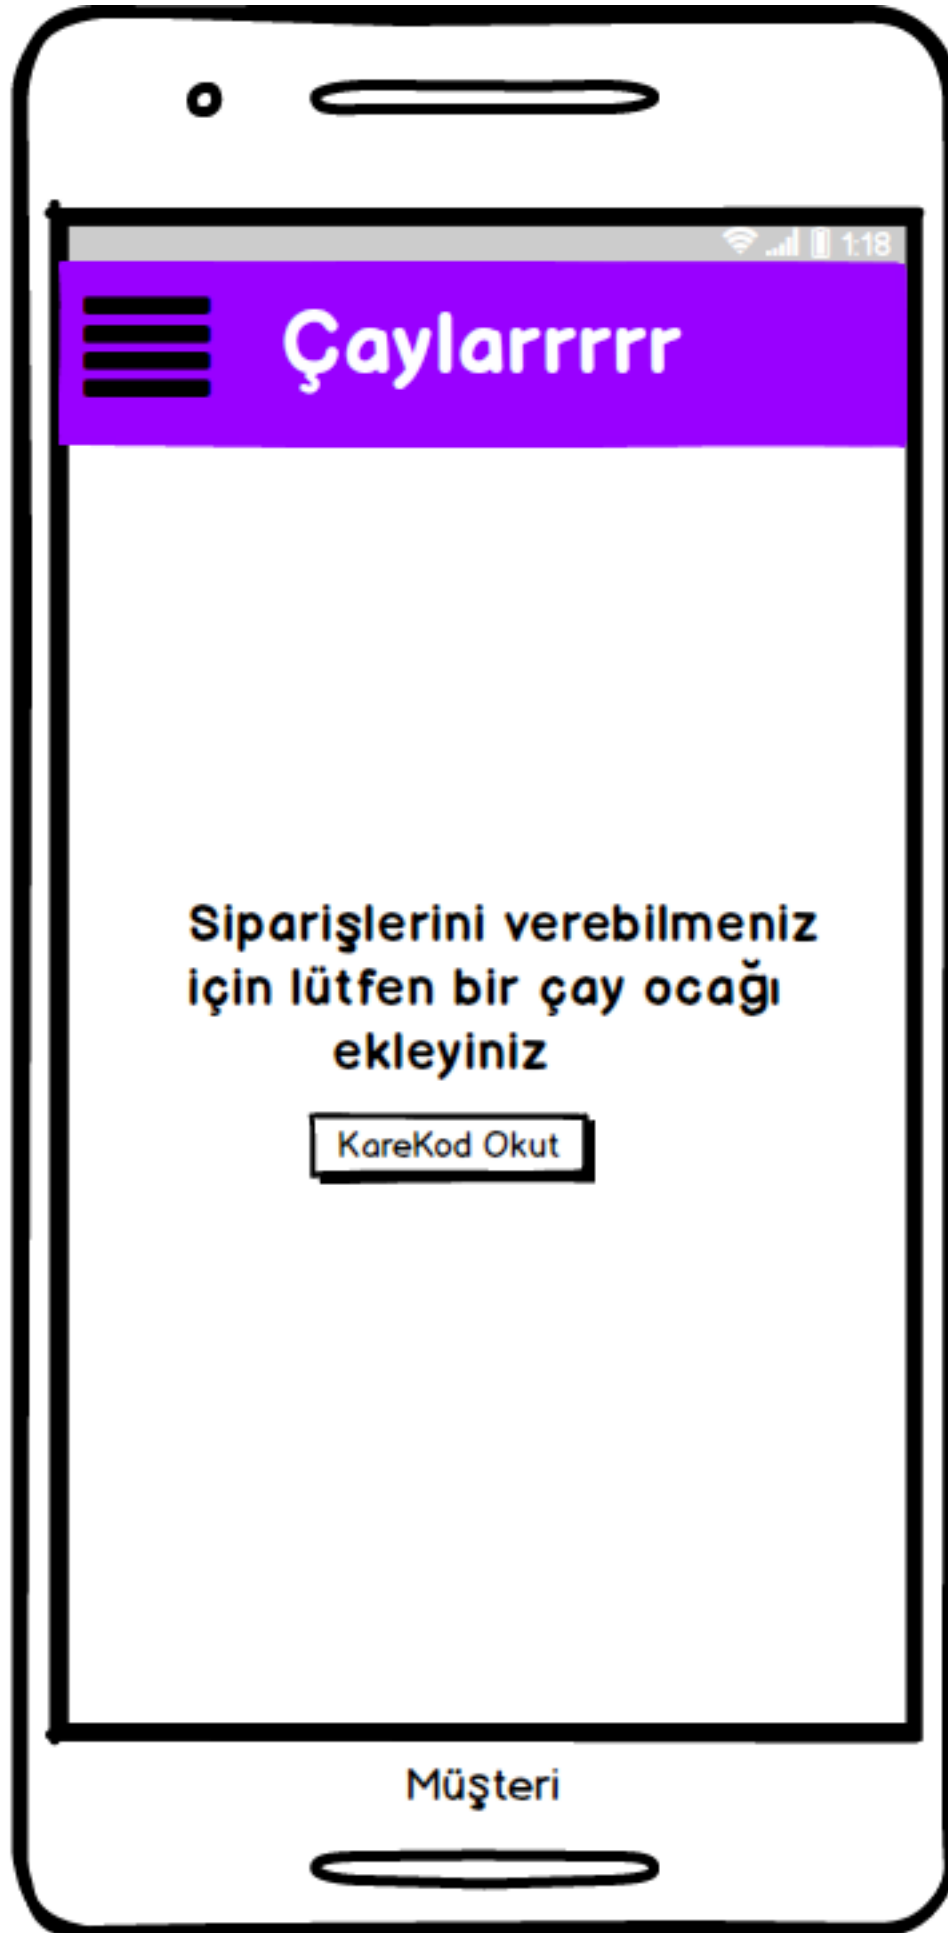 1:18
Çaylarrrrr
Siparişlerini verebilmeniz
için lütfen bir çay ocağı
ekleyiniz
KareKod Okut
Müşteri